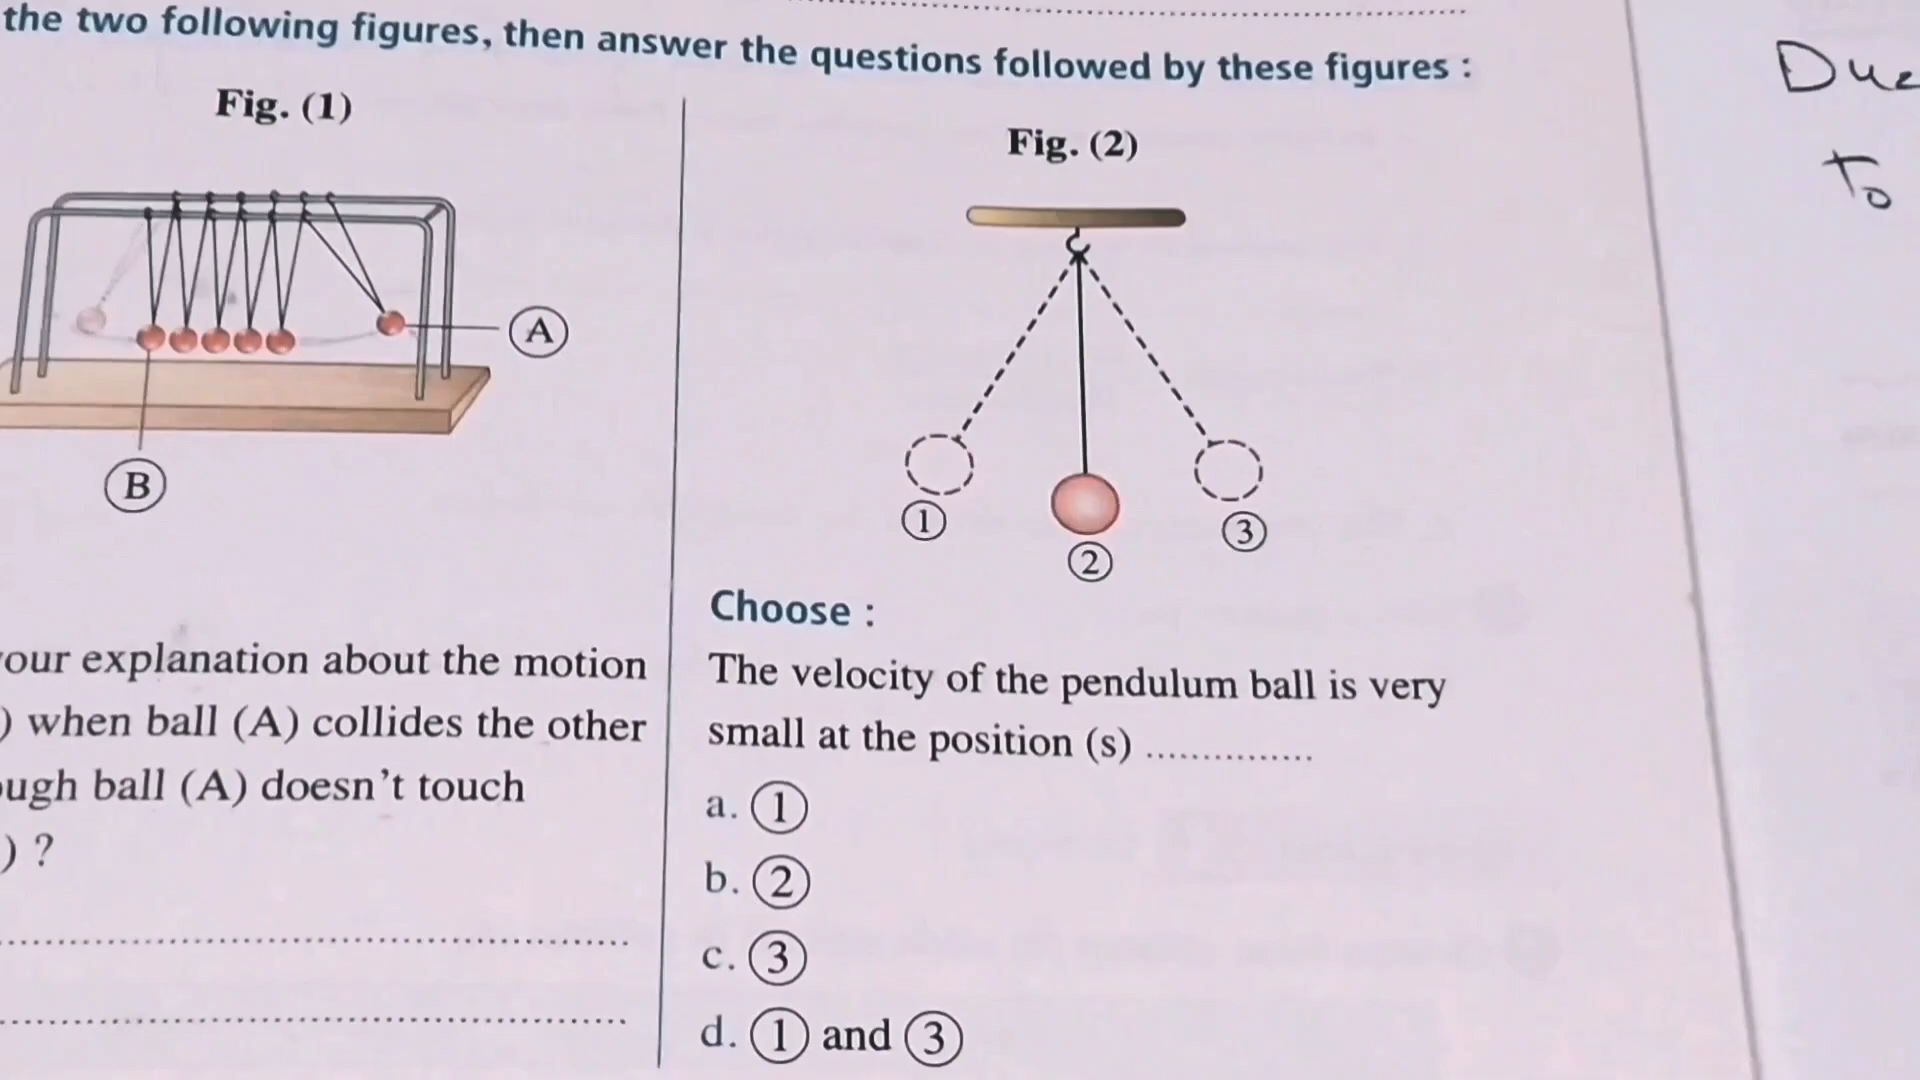 the two following figures, then answer the questions followed by these figures :
Fig. (1)
A
B
our explanation about the motion
) when ball (A) collides the other
ugh ball (A) doesn't touch
) ?
Fig. (2)
1
2
3
Choose :
The velocity of the pendulum ball is very
small at the position (s) ..............
a. ①
b. ②
c. ③
d. ① and ③
Due
To